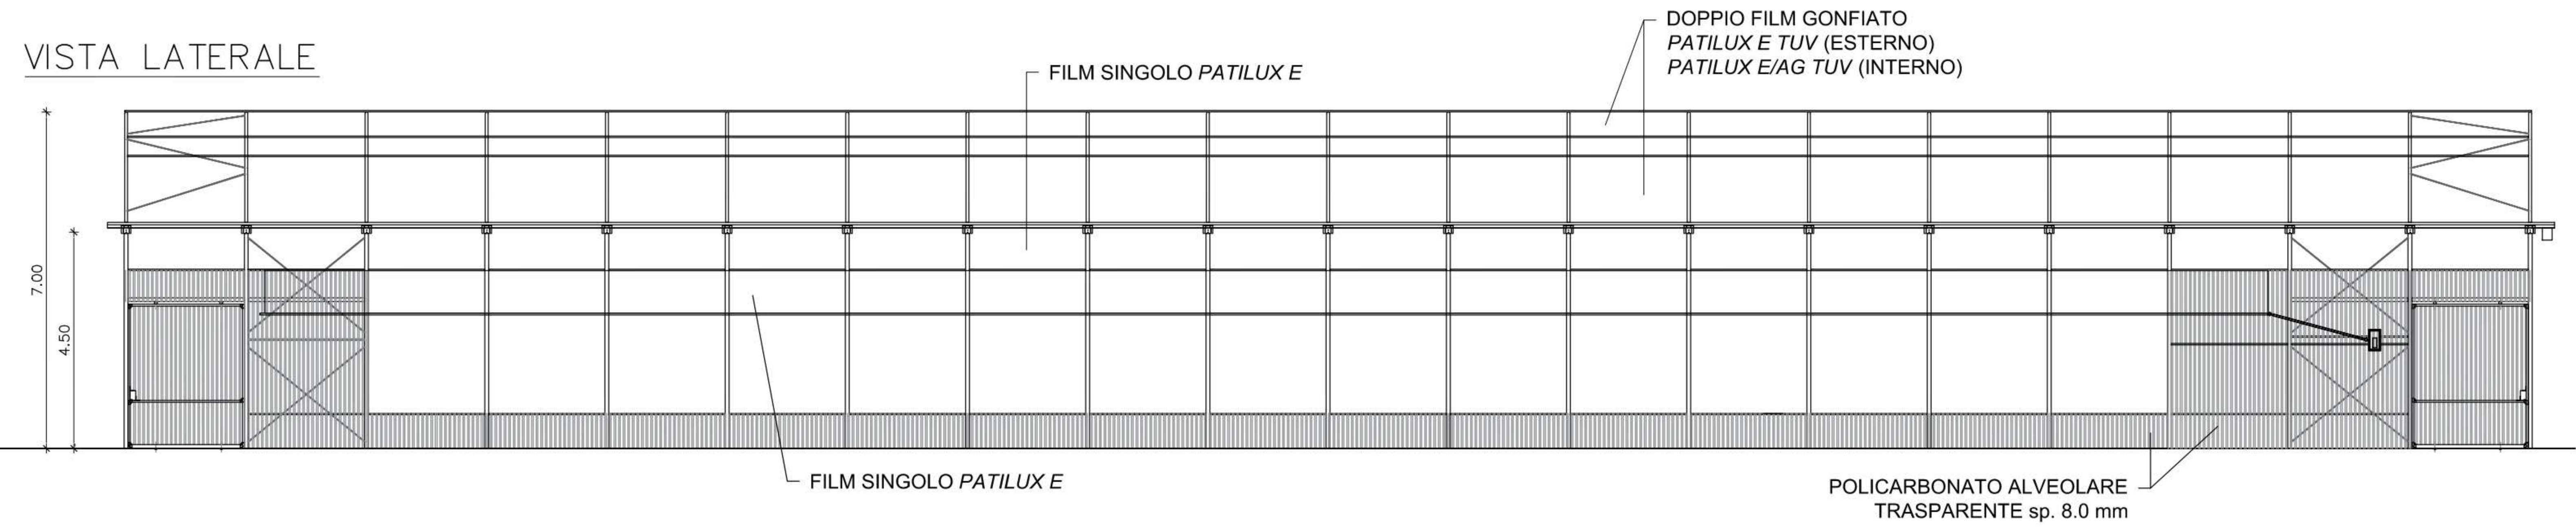 DOPPIO FILM GONFIATO
PATILUX E TUV (ESTERNO)
PATILUX E/AG TUV (INTERNO)
VISTA LATERALE
FILM SINGOLO PATILUX E
7.00
4.50
FILM SINGOLO PATILUX E
POLICARBONATO ALVEOLARE
TRASPARENTE sp. 8.0 mm